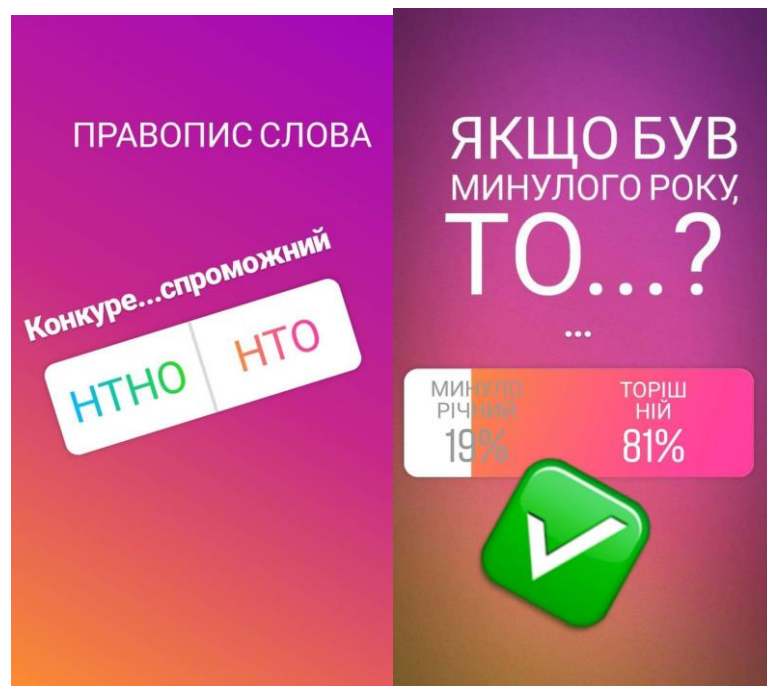 ПРАВОПИС СЛОВА
Конкуре...спроможний
НТНО
НТО
ЯКЩО БУВ
МИНУЛОГО РОКУ,
ТО...?
...
МИНУЛО
РІЧНИЙ
19%
ТОРІШ
НІЙ
81%